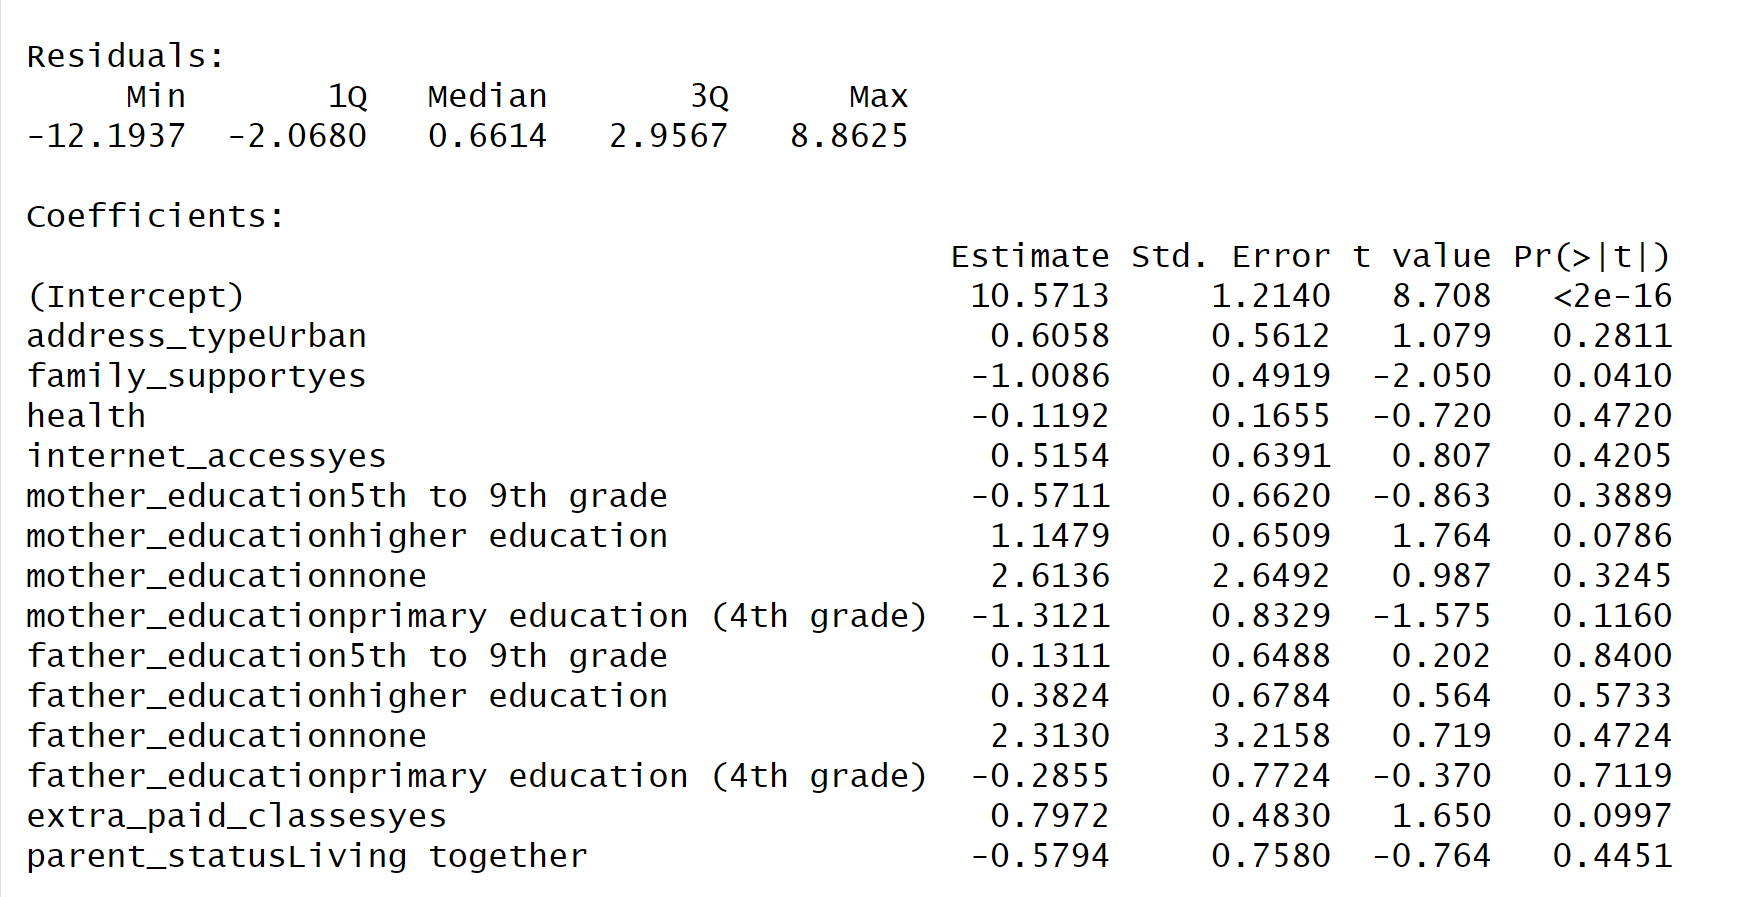 Residuals:
     Min       1Q   Median       3Q      Max
-12.1937  -2.0680   0.6614   2.9567   8.8625
Coefficients:
                                              Estimate Std. Error t value Pr(>|t|)
(Intercept)                                    10.5713     1.2140   8.708   <2e-16
address_typeUrban                               0.6058     0.5612   1.079   0.2811
family_supportyes                              -1.0086     0.4919  -2.050   0.0410
health                                         -0.1192     0.1655  -0.720   0.4720
internet_accessyes                              0.5154     0.6391   0.807   0.4205
mother_education5th to 9th grade               -0.5711     0.6620  -0.863   0.3889
mother_educationhigher education                1.1479     0.6509   1.764   0.0786
mother_educationnone                            2.6136     2.6492   0.987   0.3245
mother_educationprimary education (4th grade)  -1.3121     0.8329  -1.575   0.1160
father_education5th to 9th grade                0.1311     0.6488   0.202   0.8400
father_educationhigher education                0.3824     0.6784   0.564   0.5733
father_educationnone                            2.3130     3.2158   0.719   0.4724
father_educationprimary education (4th grade)  -0.2855     0.7724  -0.370   0.7119
extra_paid_classesyes                           0.7972     0.4830   1.650   0.0997
parent_statusLiving together                   -0.5794     0.7580  -0.764   0.4451